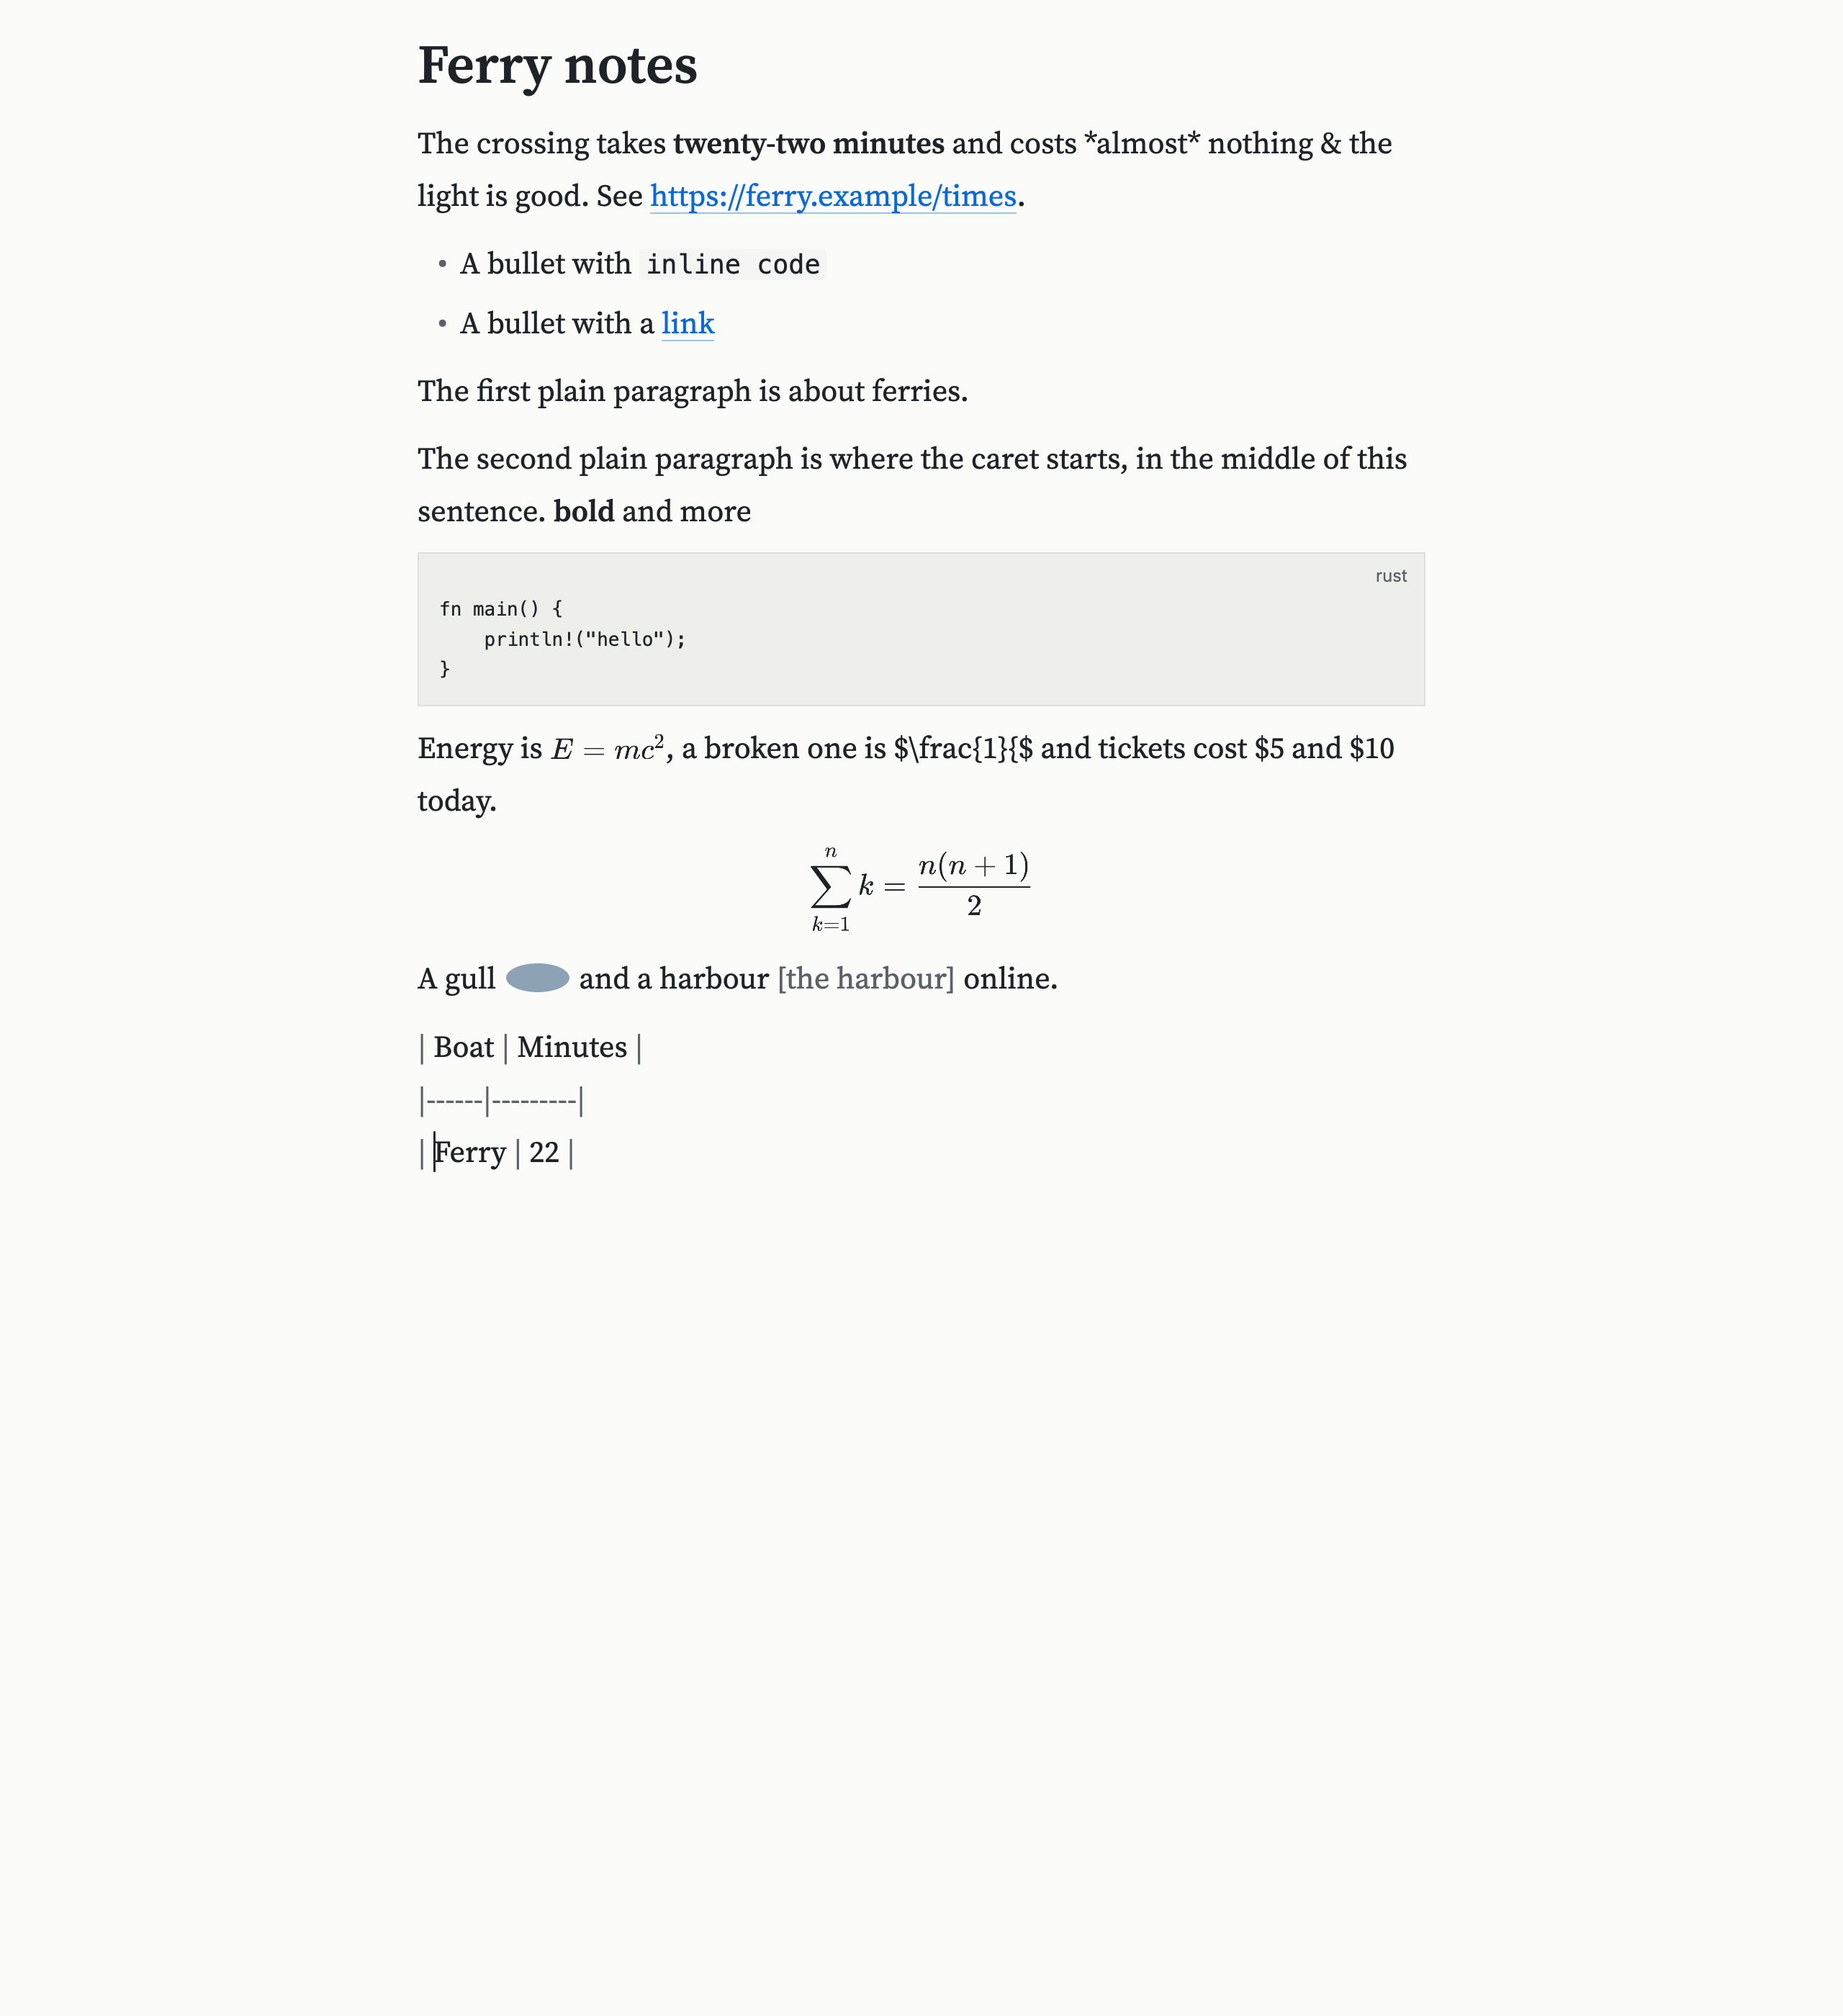 Ferry notes
The crossing takes twenty-two minutes and costs *almost* nothing & the
light is good. See https://ferry.example/times.
• A bullet with inline code
• A bullet with a link
The first plain paragraph is about ferries.
The second plain paragraph is where the caret starts, in the middle of this
sentence. bold and more
rust
fn main() {
    println!("hello");
}
Energy is E = mc², a broken one is $\frac{1}{$ and tickets cost $5 and $10
today.
∑_{k=1}^{n} k = n(n + 1)/2
A gull and a harbour [the harbour] online.
| Boat | Minutes |
|------|---------|
| Ferry | 22 |